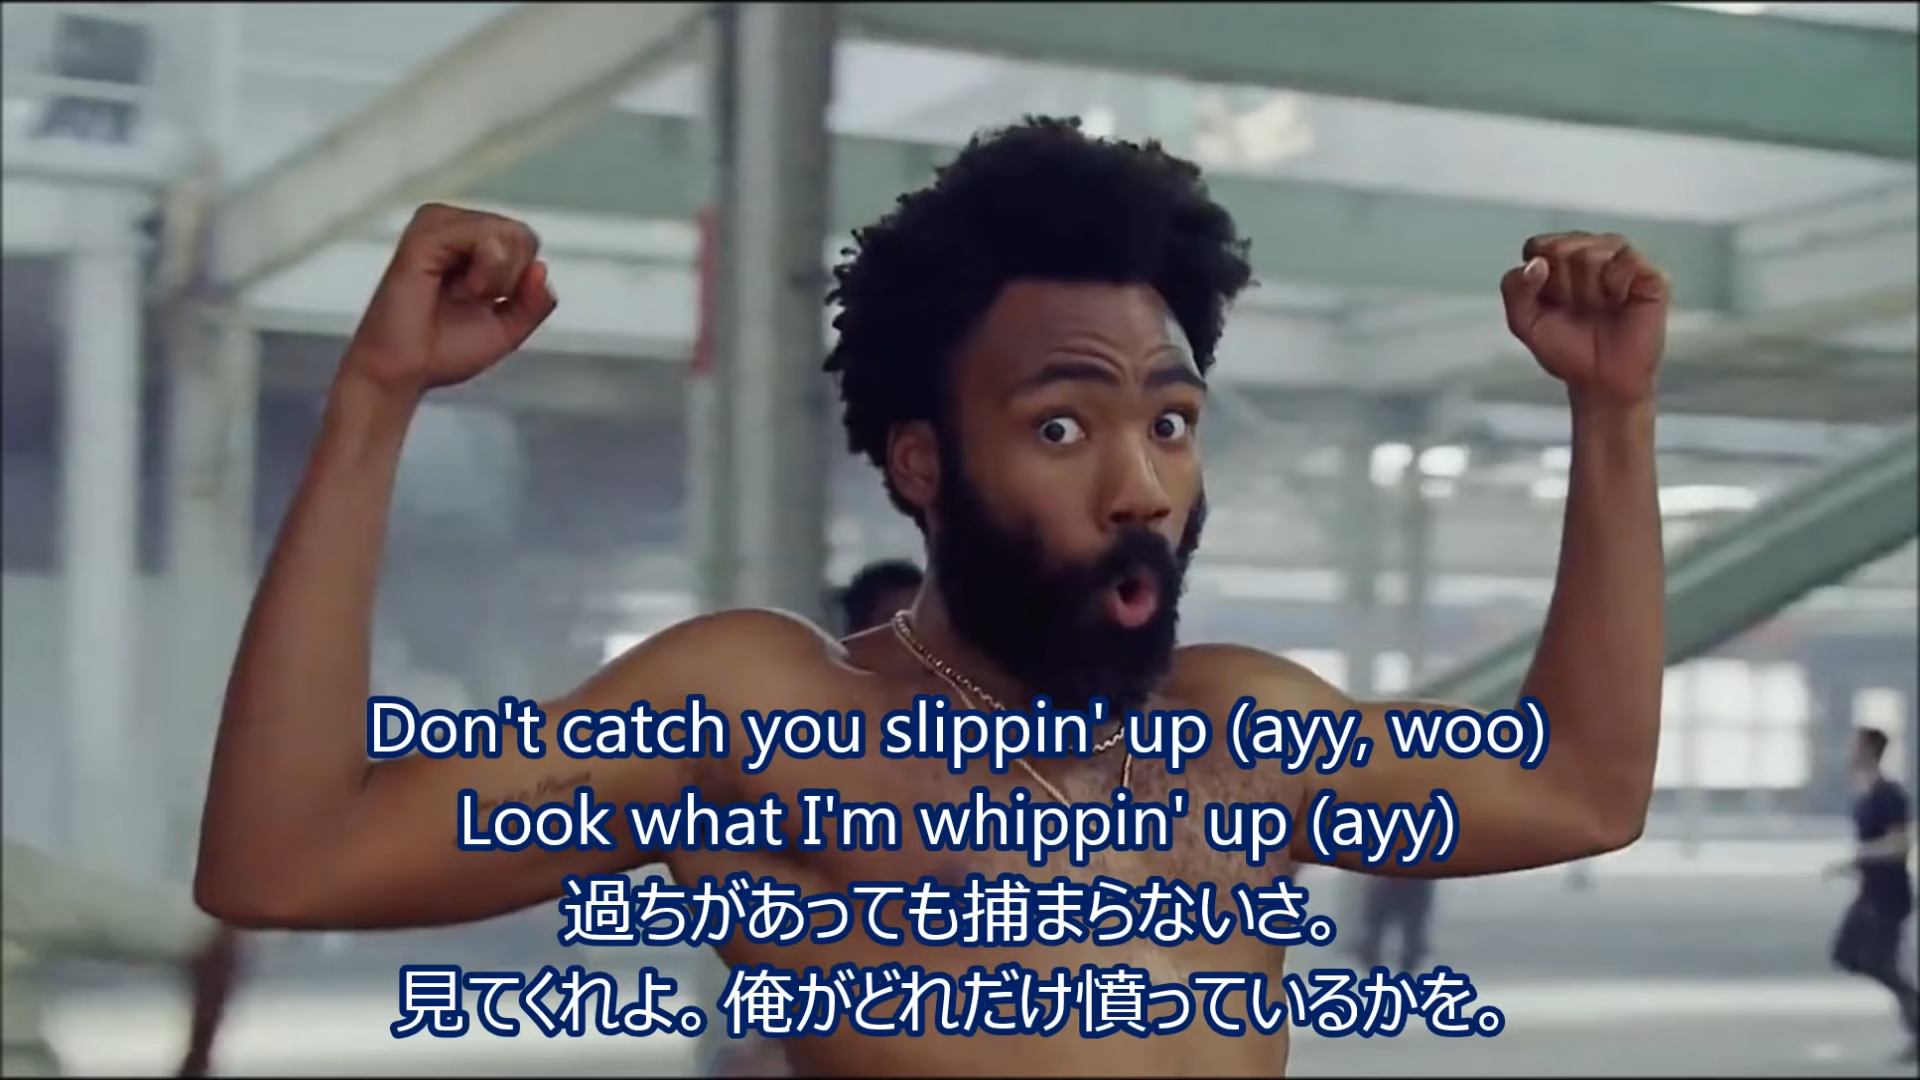 Don't catch you slippin' up (ayy, woo)
Look what I'm whippin' up (ayy)
過ちがあっても捕まらないさ。
見てくれよ。俺がどれだけ憤っているかを。